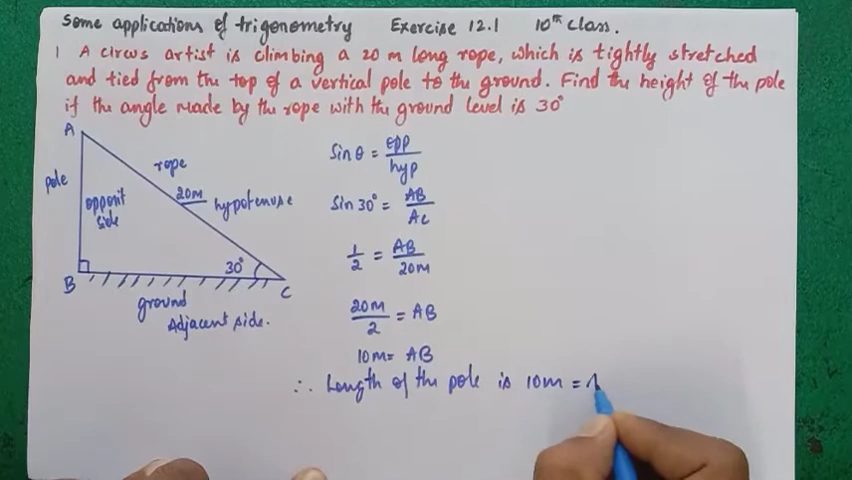 Some applications of trigonometry Exercise 12.1 10th Class.
1 A circus artist is climbing a 20 m long rope, which is tightly stretched
and tied from the top of a vertical pole to the ground. Find the height of the pole
if the angle made by the rope with the ground level is 30°
A
pole
rope
20m
hypotenuse
opposit
side
30°
B
C
ground
Adjacent side.
Sin θ = opp/hyp
Sin 30° = AB/AC
1/2 = AB/20m
20m/2 = AB
10m = AB
∴ Length of the pole is 10m =